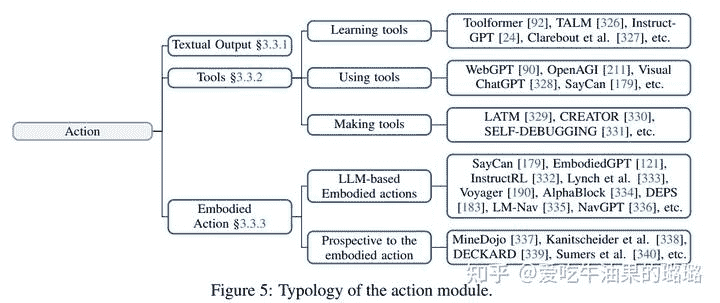 Action
Textual Output §3.3.1
Tools §3.3.2
Learning tools
Toolformer [92], TALM [326], Instruct-
GPT [24], Clarebout et al. [327], etc.
Using tools
WebGPT [90], OpenAGI [211], Visual
ChatGPT [328], SayCan [179], etc.
Making tools
LATM [329], CREATOR [330],
SELF-DEBUGGING [331], etc.
Embodied
Action §3.3.3
LLM-based
Embodied actions
SayCan [179], EmbodiedGPT [121],
InstructRL [332], Lynch et al. [333],
Voyager [190], AlphaBlock [334], DEPS
[183], LM-Nav [335], NavGPT [336], etc.
Prospective to the
embodied action
MineDojo [337], Kanitscheider et al. [338],
DECKARD [339], Sumers et al. [340], etc.
知乎 @爱吃牛油果的璐璐
Figure 5: Typology of the action module.